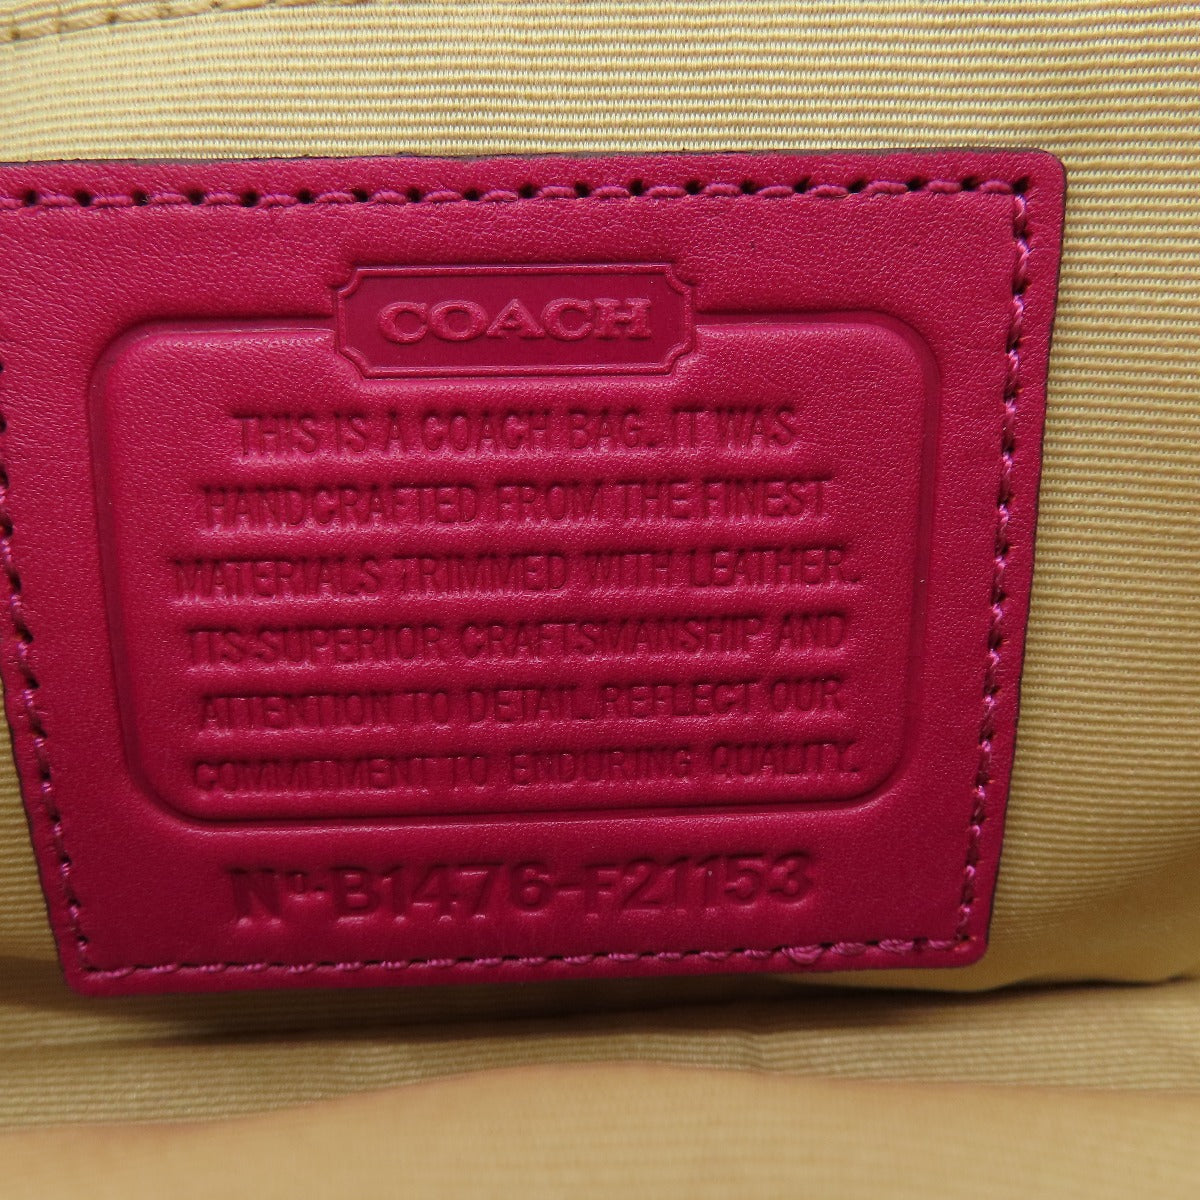 COACH
THIS IS A COACH BAG. IT WAS
HANDCRAFTED FROM THE FINEST
MATERIALS TRIMMED WITH LEATHER.
ITS SUPERIOR CRAFTSMANSHIP AND
ATTENTION TO DETAIL REFLECT OUR
COMMITMENT TO ENDURING QUALITY.
Nº B1476-F21153